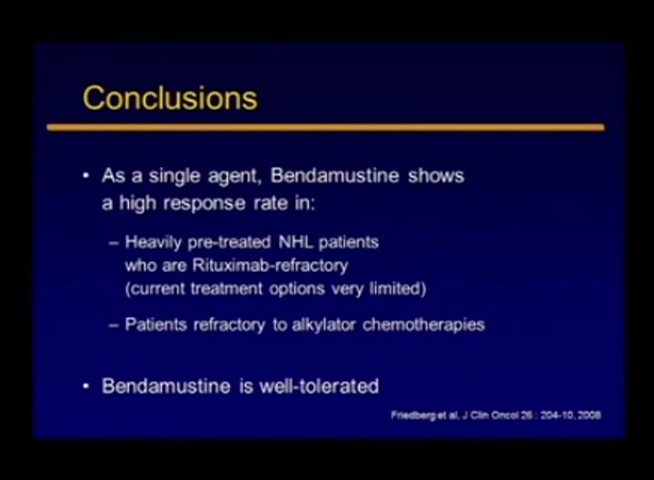 Conclusions
• As a single agent, Bendamustine shows
a high response rate in:
– Heavily pre-treated NHL patients
who are Rituximab-refractory
(current treatment options very limited)
– Patients refractory to alkylator chemotherapies
• Bendamustine is well-tolerated
Friedberg et al, J Clin Oncol 26 : 204-10, 2008